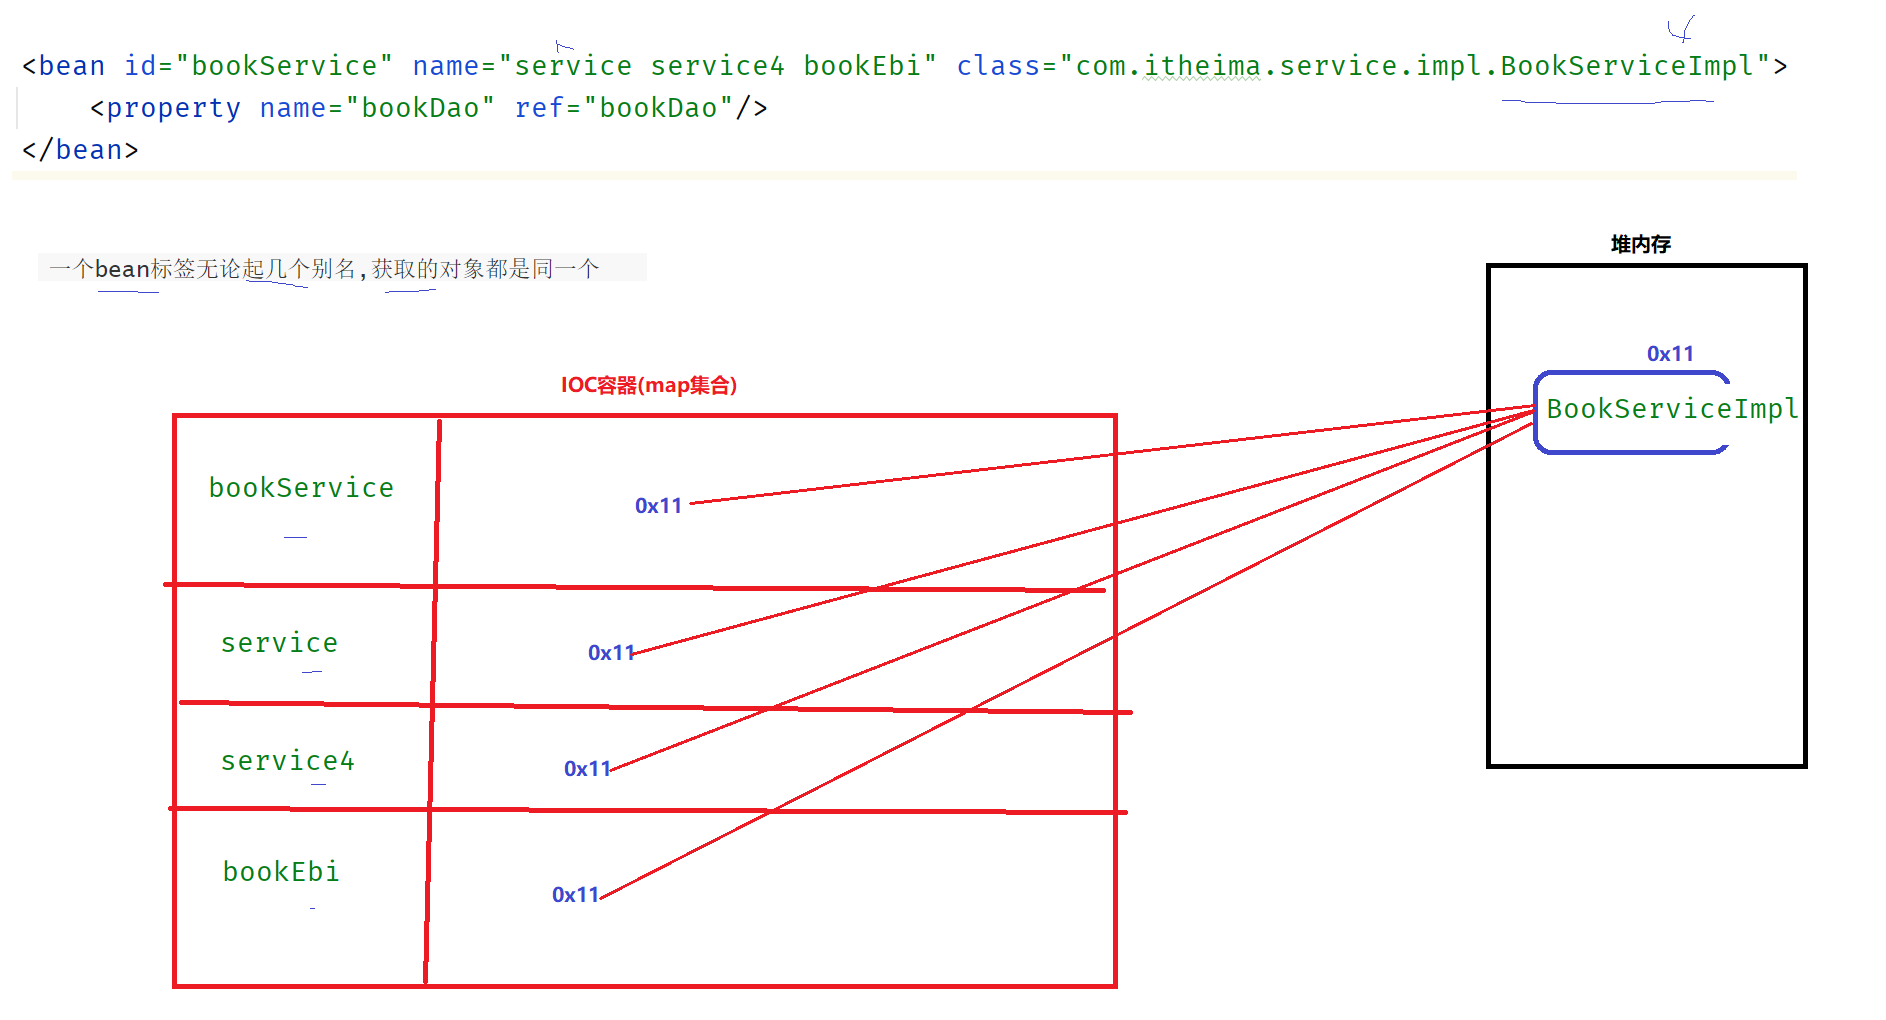 <bean id="bookService" name="service service4 bookEbi" class="com.itheima.service.impl.BookServiceImpl">
<property name="bookDao" ref="bookDao"/>
</bean>
一个bean标签无论起几个别名,获取的对象都是同一个
堆内存
0x11
BookServiceImpl
IOC容器(map集合)
bookService
0x11
service
0x11
service4
0x11
bookEbi
0x11